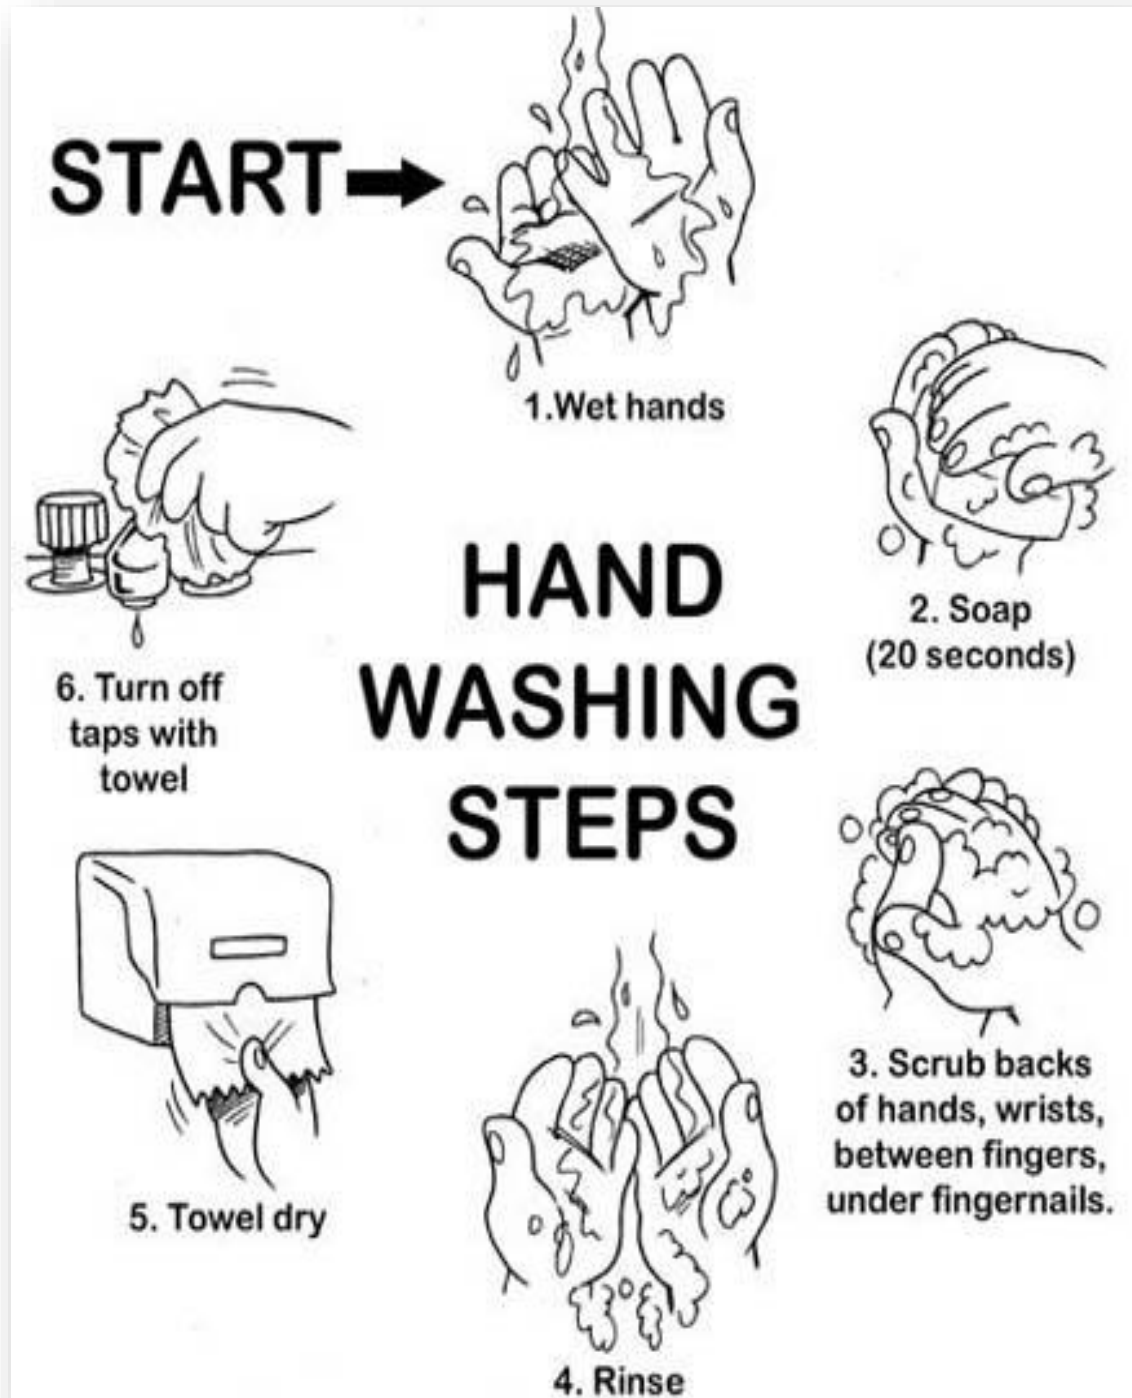 START
1.Wet hands
2. Soap
(20 seconds)
3. Scrub backs
of hands, wrists,
between fingers,
under fingernails.
4. Rinse
5. Towel dry
6. Turn off
taps with
towel
HAND
WASHING
STEPS